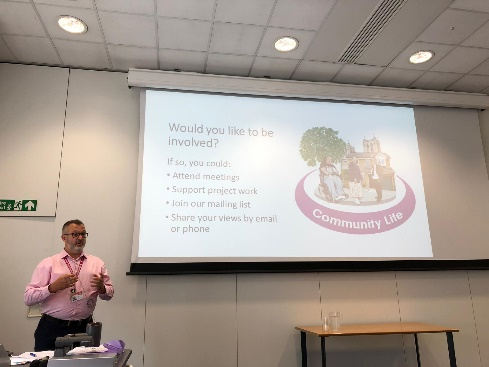 Would you like to be
involved?
If so, you could:
• Attend meetings
• Support project work
• Join our mailing list
• Share your views by email
or phone
Community Life